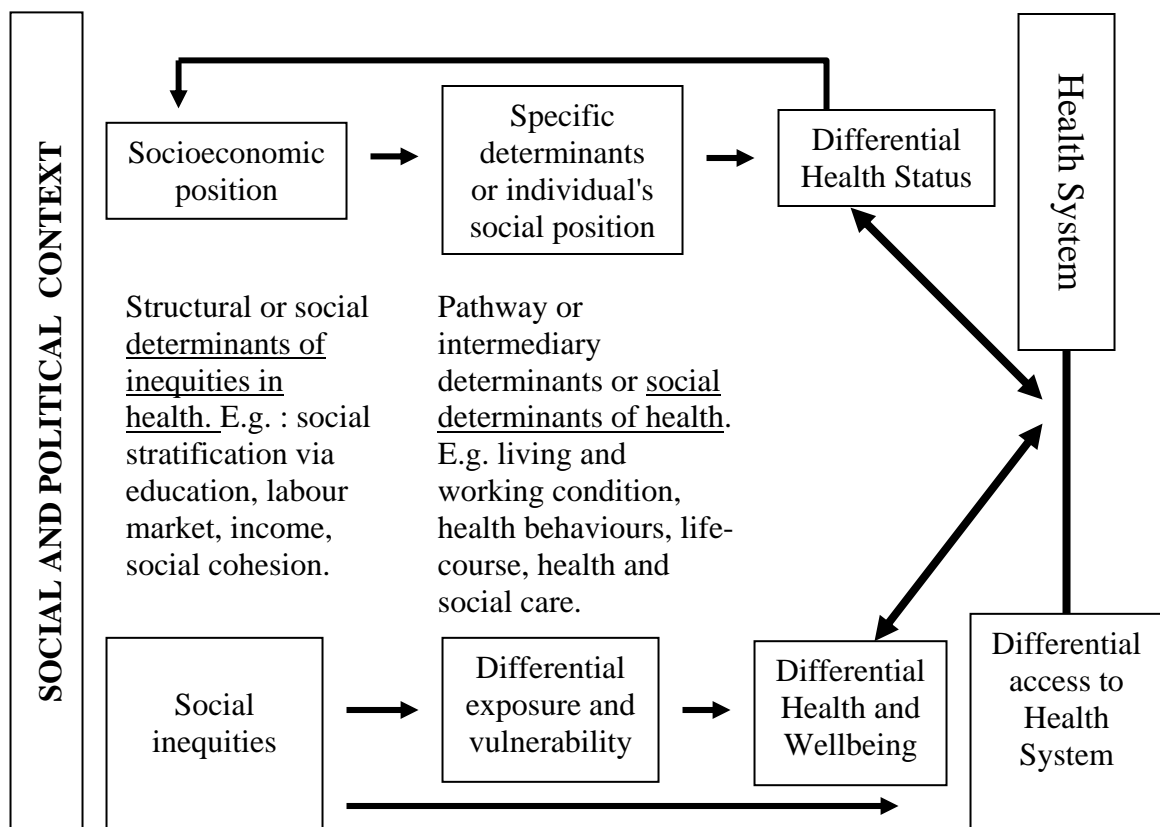 SOCIAL AND POLITICAL CONTEXT
Socioeconomic
position
Specific
determinants
or individual's
social position
Differential
Health Status
Health System
Structural or social
determinants of
inequities in
health. E.g. : social
stratification via
education, labour
market, income,
social cohesion.
Pathway or
intermediary
determinants or social
determinants of health.
E.g. living and
working condition,
health behaviours, life-
course, health and
social care.
Social
inequities
Differential
exposure and
vulnerability
Differential
Health and
Wellbeing
Differential
access to
Health
System